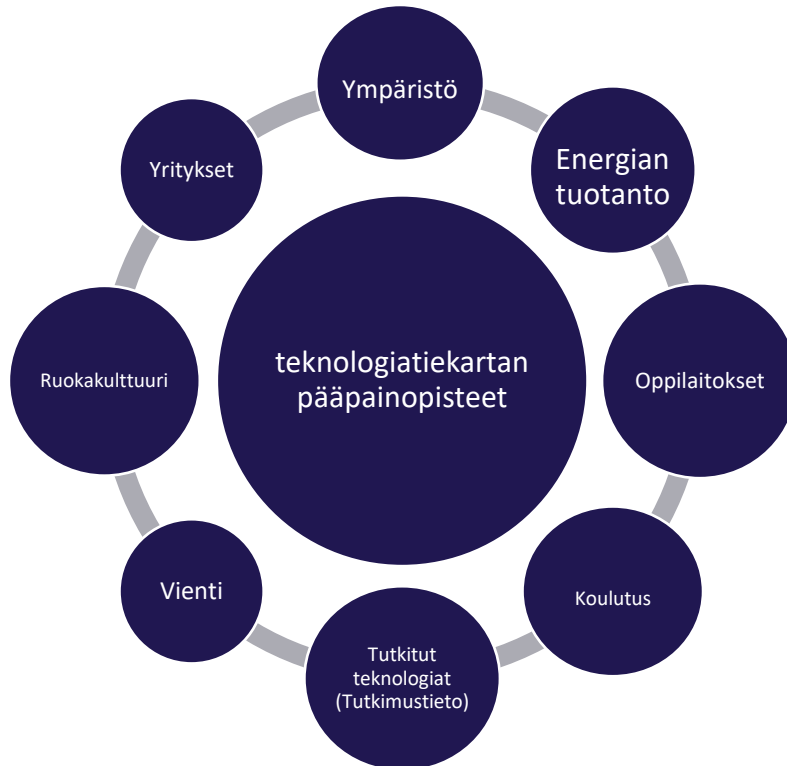 Ympäristö
Energian
tuotanto
Oppilaitokset
Koulutus
Tutkitut
teknologiat
(Tutkimustieto)
Vienti
Ruokakulttuuri
Yritykset
teknologiatiekartan
pääpainopisteet